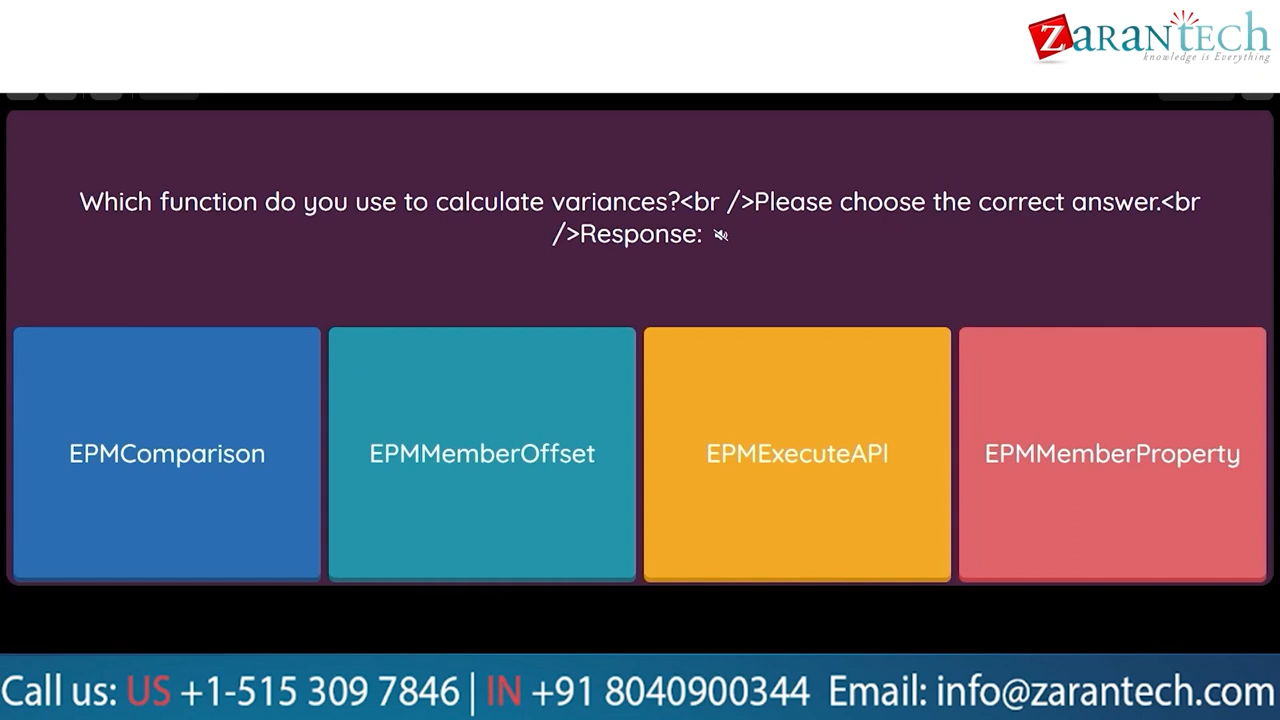 ZARANTECH
knowledge is Everything
Which function do you use to calculate variances?<br />Please choose the correct answer.<br
/>Response:
EPMComparison
EPMMemberOffset
EPMExecuteAPl
EPMMemberProperty
Call us: US +1-515 309 7846 | IN +91 8040900344 Email: info@zarantech.com